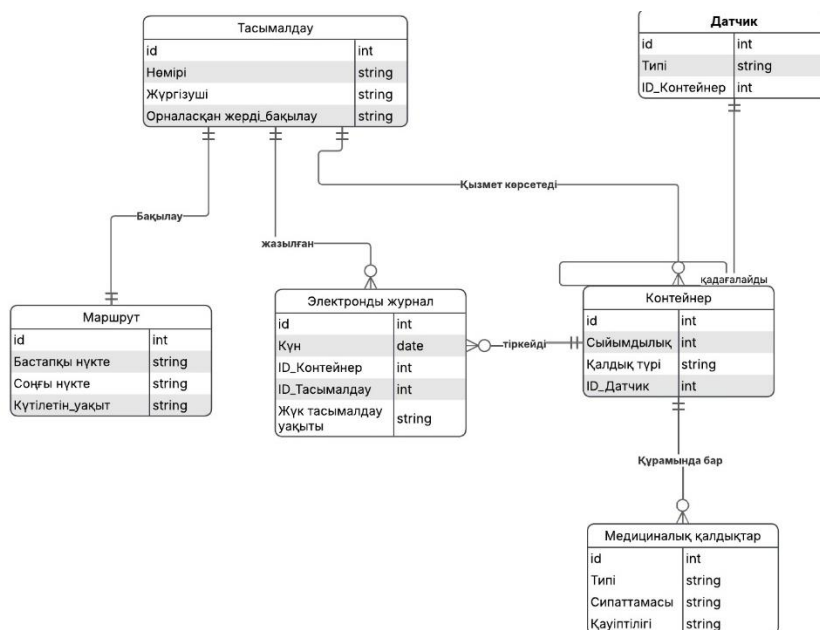 Тасымалдау
id int
Нөмірі string
Жүргізуші string
Орналасқан жерді_бақылау string
Датчик
id int
Типі string
ID_Контейнер int
Қызмет көрсетеді
Бақылау
жазылған
қадағалайды
Маршрут
id int
Бастапқы нүкте string
Соңғы нүкте string
Күтілетін_уақыт string
Электронды журнал
id int
Күн date
ID_Контейнер int
ID_Тасымалдау int
Жүк тасымалдау
уақыты string
тіркейді
Контейнер
id int
Сыйымдылық int
Қалдық түрі string
ID_Датчик int
Құрамында бар
Медициналық қалдықтар
id int
Типі string
Сипаттамасы string
Қауіптілігі string